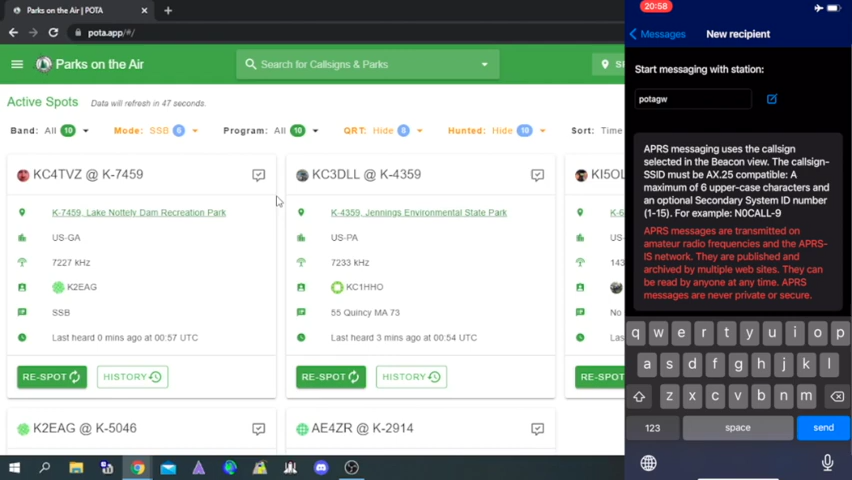 Parks on the Air | POTA
pota.app/#/
Parks on the Air
Search for Callsigns & Parks
Active Spots
Data will refresh in 47 seconds.
Band: All 10
Mode: SSB 6
Program: All 10
QRT: Hide 8
Hunted: Hide 10
Sort: Time
KC4TVZ @ K-7459
K-7459, Lake Nottely Dam Recreation Park
US-GA
7227 kHz
K2EAG
SSB
Last heard 0 mins ago at 00:57 UTC
RE-SPOT
HISTORY
KC3DLL @ K-4359
K-4359, Jennings Environmental State Park
US-PA
7233 kHz
KC1HHO
55 Quincy MA 73
Last heard 3 mins ago at 00:54 UTC
RE-SPOT
HISTORY
KI5OL
US-
143
No
Last
RE-SPO
K2EAG @ K-5046
AE4ZR @ K-2914
20:58
Messages
New recipient
Start messaging with station:
potagw
APRS messaging uses the callsign
selected in the Beacon view. The callsign-
SSID must be AX.25 compatible: A
maximum of 6 upper-case characters and
an optional Secondary System ID number
(1-15). For example: N0CALL-9
APRS messages are transmitted on
amateur radio frequencies and the APRS-
IS network. They are published and
archived by multiple web sites. They can
be read by anyone at any time. APRS
messages are never private or secure.
q w e r t y u i o p
a s d f g h j k l
z x c v b n m
123 space send